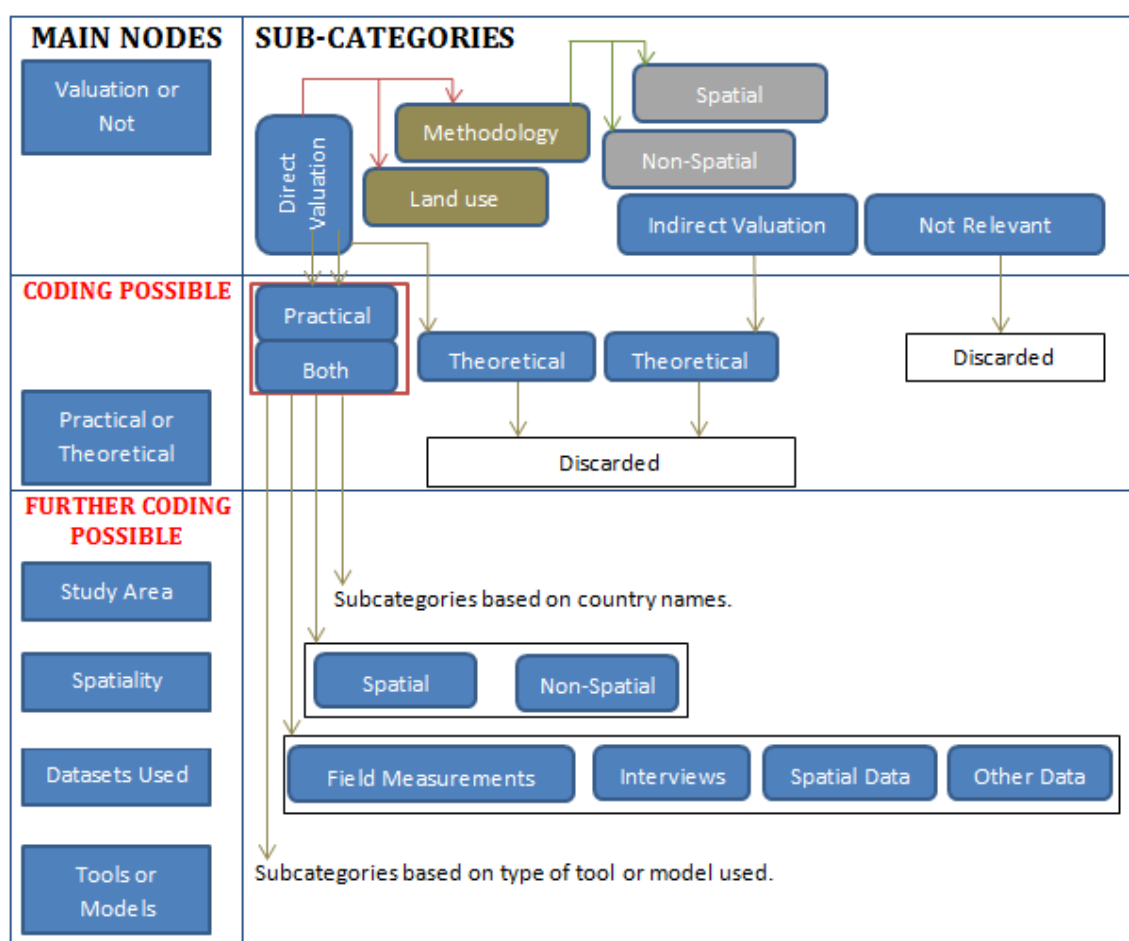 MAIN NODES
SUB-CATEGORIES
Valuation or
Not
Direct
Valuation
Methodology
Land use
Spatial
Non-Spatial
Indirect Valuation
Not Relevant
CODING POSSIBLE
Practical
Both
Theoretical
Theoretical
Discarded
Practical or
Theoretical
Discarded
FURTHER CODING
POSSIBLE
Study Area
Subcategories based on country names.
Spatiality
Spatial
Non-Spatial
Datasets Used
Field Measurements
Interviews
Spatial Data
Other Data
Tools or
Models
Subcategories based on type of tool or model used.